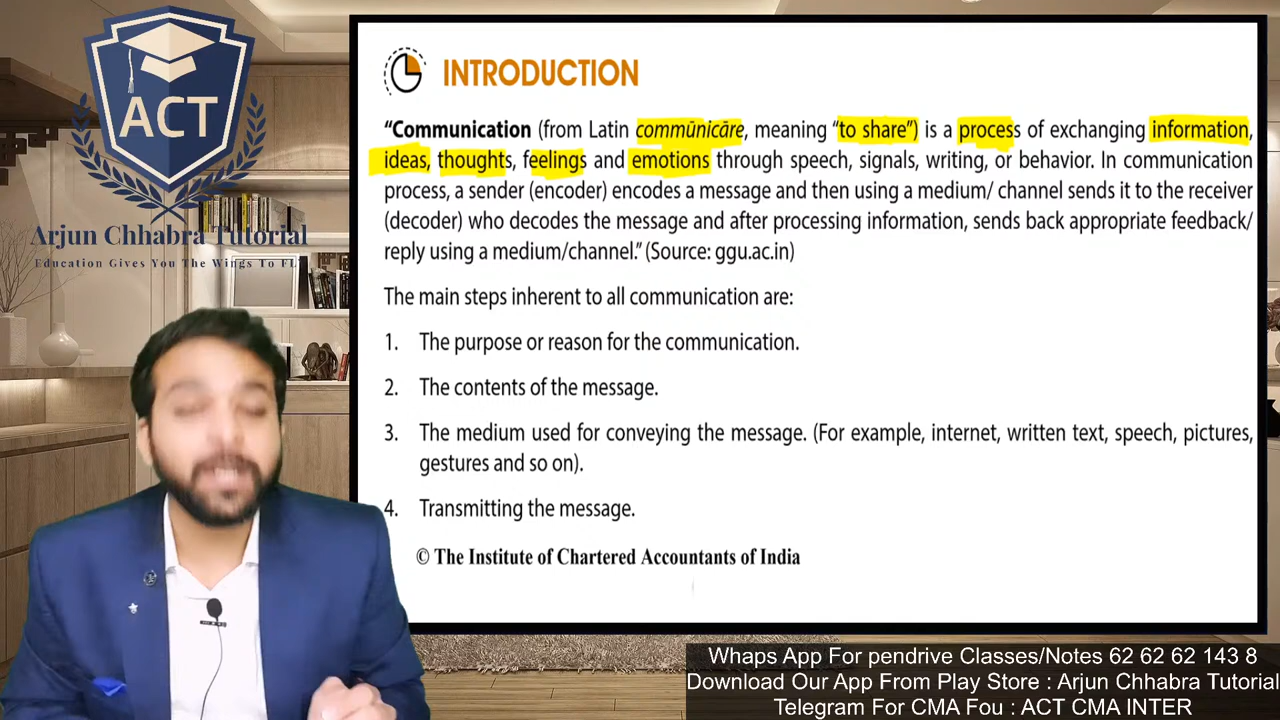 ACT
Arjun Chhabra Tutorial
Education Gives You The Wings To FL
INTRODUCTION
“Communication (from Latin commūnicāre, meaning “to share”) is a process of exchanging information,
ideas, thoughts, feelings and emotions through speech, signals, writing, or behavior. In communication
process, a sender (encoder) encodes a message and then using a medium/ channel sends it to the receiver
(decoder) who decodes the message and after processing information, sends back appropriate feedback/
reply using a medium/channel.” (Source: ggu.ac.in)
The main steps inherent to all communication are:
1. The purpose or reason for the communication.
2. The contents of the message.
3. The medium used for conveying the message. (For example, internet, written text, speech, pictures,
gestures and so on).
4. Transmitting the message.
© The Institute of Chartered Accountants of India
Whaps App For pendrive Classes/Notes 62 62 62 143 8
Download Our App From Play Store : Arjun Chhabra Tutorial
Telegram For CMA Fou : ACT CMA INTER